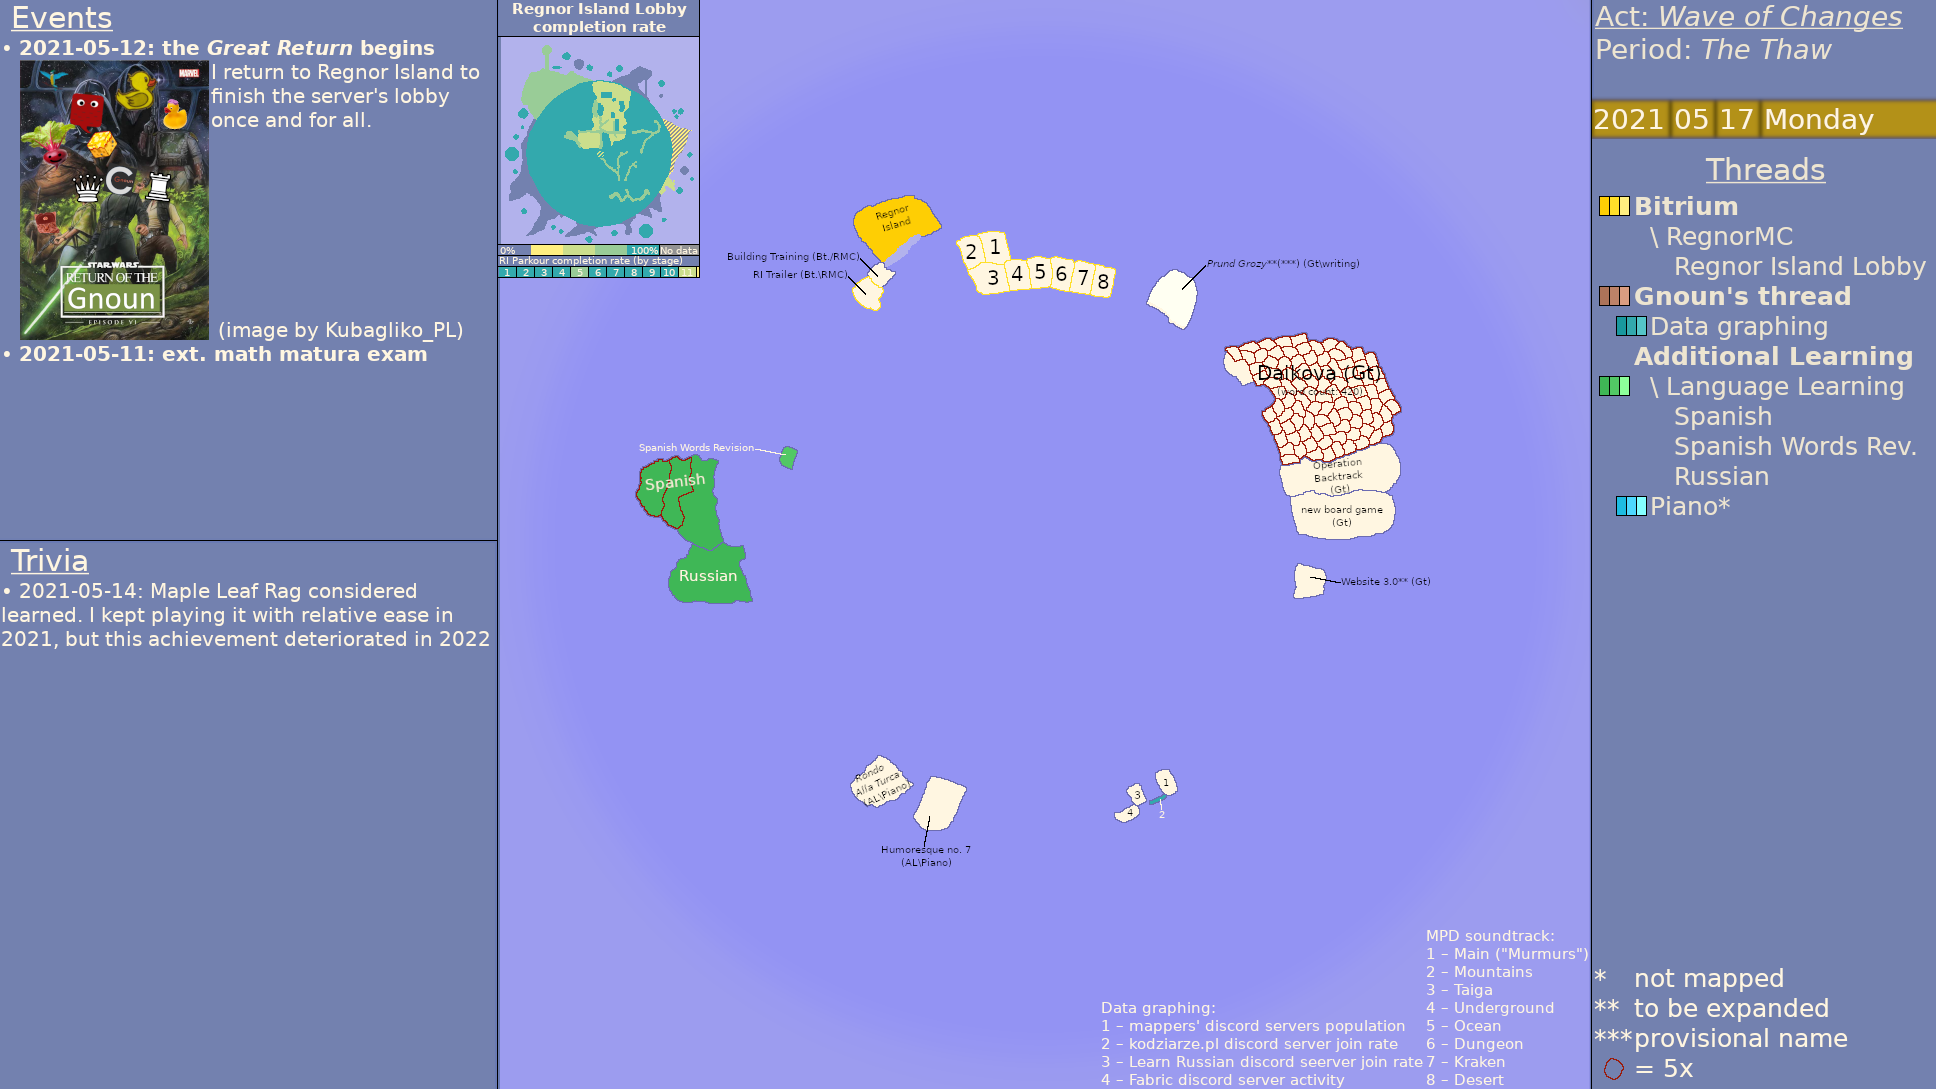 Events
• 2021-05-12: the Great Return begins
MARVEL
I return to Regnor Island to
finish the server's lobby
once and for all.
STAR WARS
RETURN OF THE
Gnoun
EPISODE VI
(image by Kubagliko_PL)
• 2021-05-11: ext. math matura exam
Trivia
• 2021-05-14: Maple Leaf Rag considered
learned. I kept playing it with relative ease in
2021, but this achievement deteriorated in 2022
Regnor Island Lobby
completion rate
0% 100% No data
RI Parkour completion rate (by stage)
1 2 3 4 5 6 7 8 9 10 11
Regnor
Island
Building Training (Bt./RMC)
RI Trailer (Bt.\RMC)
2 1
3 4 5 6 7 8
Prund Grozy**(***) (Gt\writing)
Dalkova (Gt)
(word count: 420)
Operation
Backtrack
(Gt)
new board game
(Gt)
Website 3.0** (Gt)
Spanish Words Revision
Spanish
Russian
Rondo
Alla Turca
(AL\Piano)
Humoresque no. 7
(AL\Piano)
1
3
4
2
Data graphing:
1 – mappers' discord servers population
2 – kodziarze.pl discord server join rate
3 – Learn Russian discord seerver join rate
4 – Fabric discord server activity
MPD soundtrack:
1 – Main ("Murmurs")
2 – Mountains
3 – Taiga
4 – Underground
5 – Ocean
6 – Dungeon
7 – Kraken
8 – Desert
Act: Wave of Changes
Period: The Thaw
2021 05 17 Monday
Threads
Bitrium
\ RegnorMC
Regnor Island Lobby
Gnoun's thread
Data graphing
Additional Learning
\ Language Learning
Spanish
Spanish Words Rev.
Russian
Piano*
* not mapped
** to be expanded
*** provisional name
= 5x